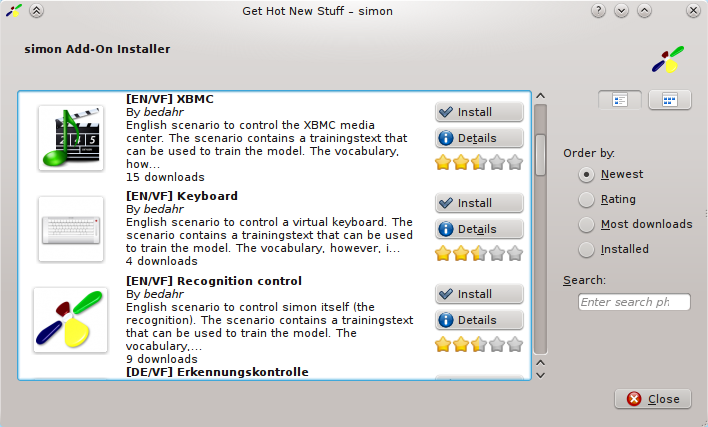 Get Hot New Stuff – simon
simon Add-On Installer
[EN/VF] XBMC
By bedahr
English scenario to control the XBMC media
center. The scenario contains a trainingstext that
can be used to train the model. The vocabulary,
how...
15 downloads
Install
Details
[EN/VF] Keyboard
By bedahr
English scenario to control a virtual keyboard. The
scenario contains a trainingstext that can be used
to train the model. The vocabulary, however, i...
4 downloads
Install
Details
[EN/VF] Recognition control
By bedahr
English scenario to control simon itself (the
recognition). The scenario contains a trainingstext
that can be used to train the model. The
vocabulary,...
9 downloads
Install
Details
[DE/VF] Erkennungskontrolle
Order by:
Newest
Rating
Most downloads
Installed
Search:
Enter search ph
Close